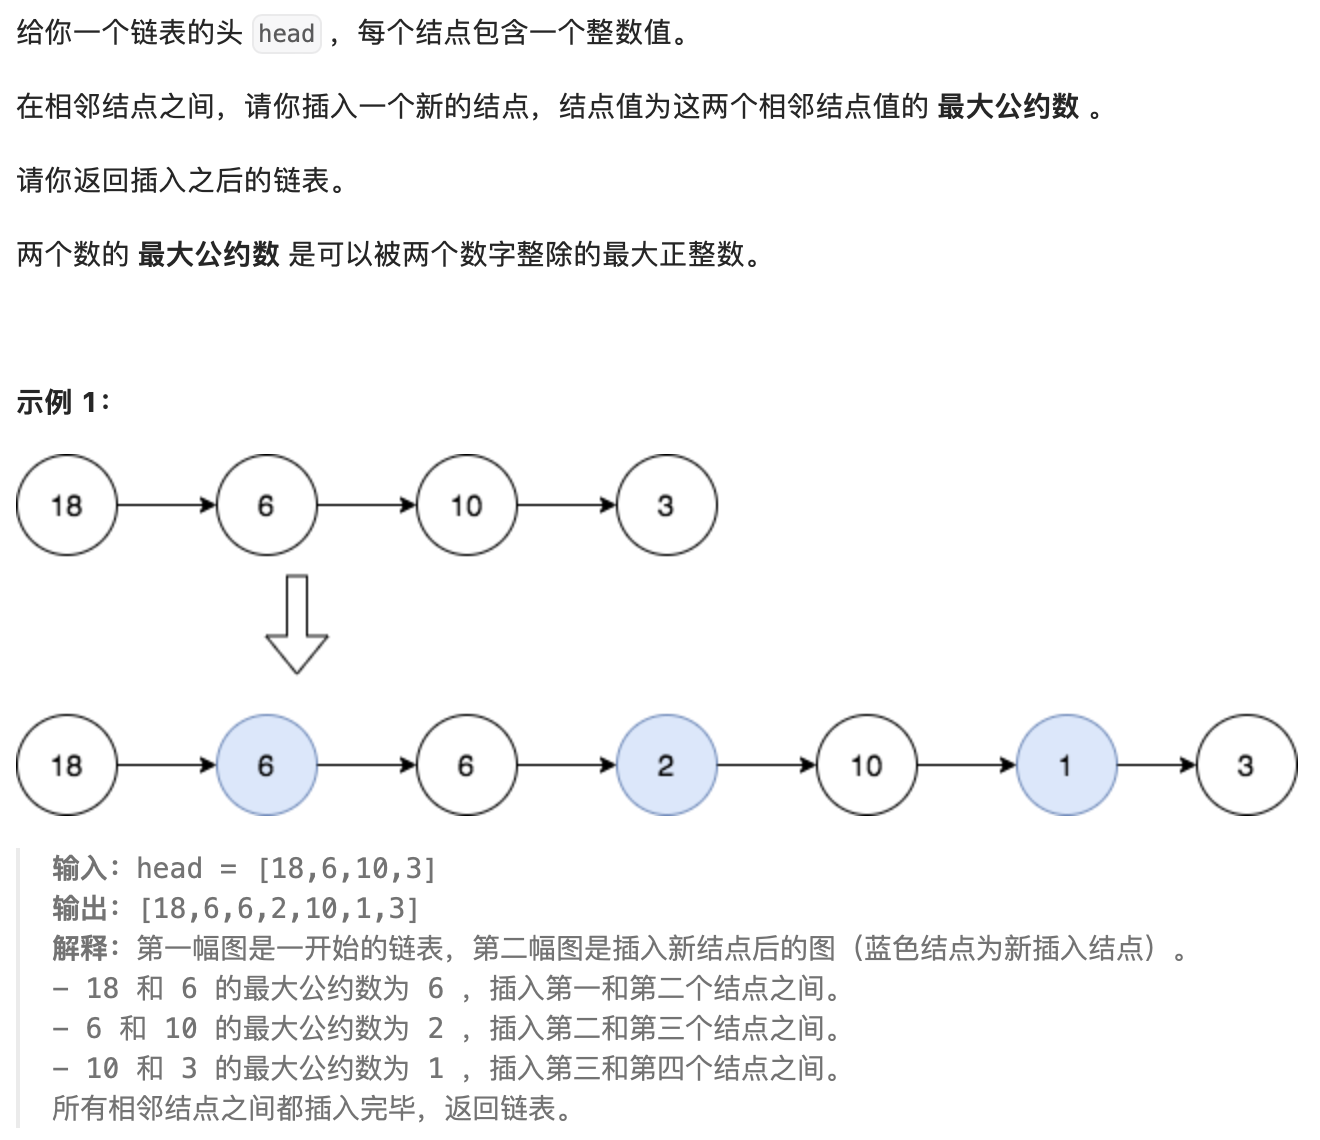 给你一个链表的头 head ，每个结点包含一个整数值。
在相邻结点之间，请你插入一个新的结点，结点值为这两个相邻结点值的 最大公约数 。
请你返回插入之后的链表。
两个数的 最大公约数 是可以被两个数字整除的最大正整数。
示例 1：
18 6 10 3
18 6 6 2 10 1 3
输入：head = [18,6,10,3]
输出：[18,6,6,2,10,1,3]
解释：第一幅图是一开始的链表，第二幅图是插入新结点后的图（蓝色结点为新插入结点）。
- 18 和 6 的最大公约数为 6 ，插入第一和第二个结点之间。
- 6 和 10 的最大公约数为 2 ，插入第二和第三个结点之间。
- 10 和 3 的最大公约数为 1 ，插入第三和第四个结点之间。
所有相邻结点之间都插入完毕，返回链表。